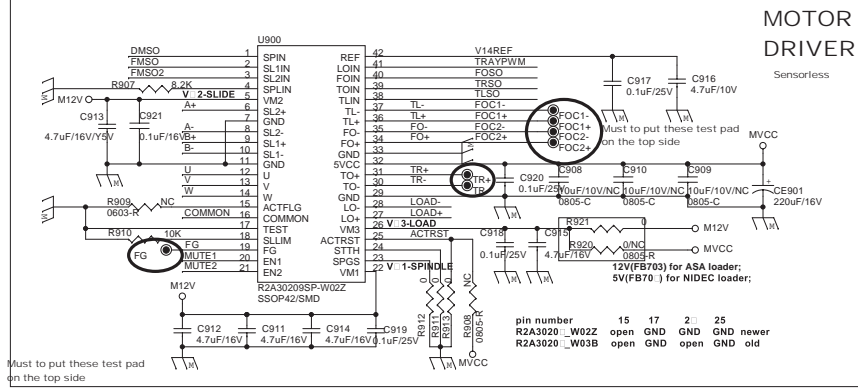 MOTOR
DRIVER
Sensorless
U900
DMSO 1 SPIN
FMSO 2 SL1IN
FMSO2 3 SL2IN
R907 8.2K 4 SPLIN
M12V 5 VM2
A+ 6 SL2+
7 GND
A- 8 SL2-
B+ 9 SL1+
B- 10 SL1-
11 GND
U 12 U
V 13 V
W 14 W
R909 NC 15 ACTFLG
0603-R
COMMON 16 COMMON
17 TEST
R910 10K 18 SLLIM
FG 19 FG
MUTE1 20 EN1
MUTE2 21 EN2
FG
C913
4.7uF/16V/Y5V
C921
0.1uF/16V
REF 42 V14REF
LOIN 41 TRAYPWM
FOIN 40 FOSO
TOIN 39 TRSO
TLIN 38 TLSO
TL- 37 TL- FOC1-
TL+ 36 TL+ FOC1+
FO- 35 FO- FOC2-
FO+ 34 FO+ FOC2+
GND 33
5VCC 32
TO+ 31 TR+
TO- 30 TR-
GND 29
LO- 28 LOAD-
LO+ 27 LOAD+
VM3 26
ACTRST 25 ACTRST
STTH 24
SPGS 23
VM1 22
R2A30209SP-W02Z
SSOP42/SMD
FOC1-
FOC1+
FOC2-
FOC2+
Must to put these test pad
on the top side
C917
0.1uF/25V
C916
4.7uF/10V
MVCC
TR+
TR-
C920
0.1uF/25V
C908
10uF/10V/NC
0805-C
C910
10uF/10V/NC
0805-C
C909
10uF/10V/NC
0805-C
CE901
220uF/16V
C918
0.1uF/25V
C915
4.7uF/16V
R921 0
M12V
R920 0/NC
0805-R
MVCC
12V(FB703) for ASA loader;
for NIDEC loader;
R912 0
R911 0
R913 0
R908 NC
0805-R
MVCC
M12V
C912
4.7uF/16V
C911
4.7uF/16V
C914
4.7uF/16V
C919
0.1uF/25V
Must to put these test pad
on the top side
pin number 15 17 25
open GND GND GND newer
open GND open GND old